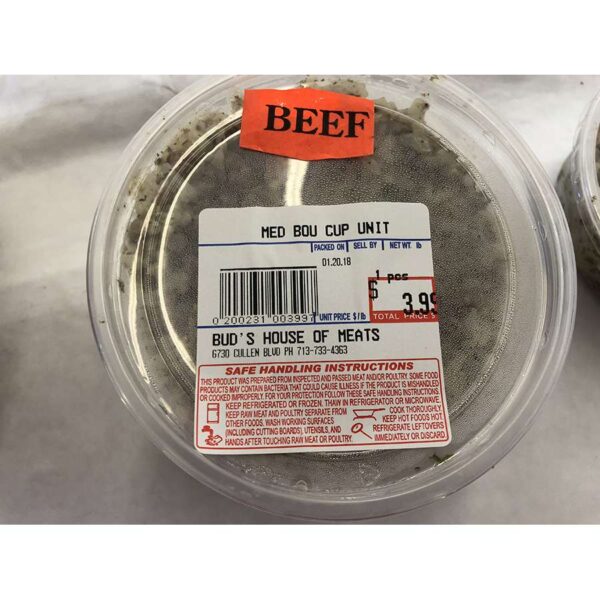 BEEF
MED BOU CUP UNIT
PACKED ON SELL BY NET WT lb
01.20.18
1 pcs
$ 3.99
0 200231 003997 UNIT PRICE $/lb TOTAL PRICE $
BUD'S HOUSE OF MEATS
6730 CULLEN BLVD PH 713-733-4363
SAFE HANDLING INSTRUCTIONS
THIS PRODUCT WAS PREPARED FROM INSPECTED AND PASSED MEAT AND/OR POULTRY. SOME FOOD
PRODUCTS MAY CONTAIN BACTERIA THAT COULD CAUSE ILLNESS IF THE PRODUCT IS MISHANDLED
OR COOKED IMPROPERLY. FOR YOUR PROTECTION FOLLOW THESE SAFE HANDLING INSTRUCTIONS.
KEEP REFRIGERATED OR FROZEN. THAW IN REFRIGERATOR OR MICROWAVE.
KEEP RAW MEAT AND POULTRY SEPARATE FROM
OTHER FOODS. WASH WORKING SURFACES
(INCLUDING CUTTING BOARDS), UTENSILS, AND
HANDS AFTER TOUCHING RAW MEAT OR POULTRY.
COOK THOROUGHLY.
KEEP HOT FOODS HOT.
REFRIGERATE LEFTOVERS
IMMEDIATELY OR DISCARD.